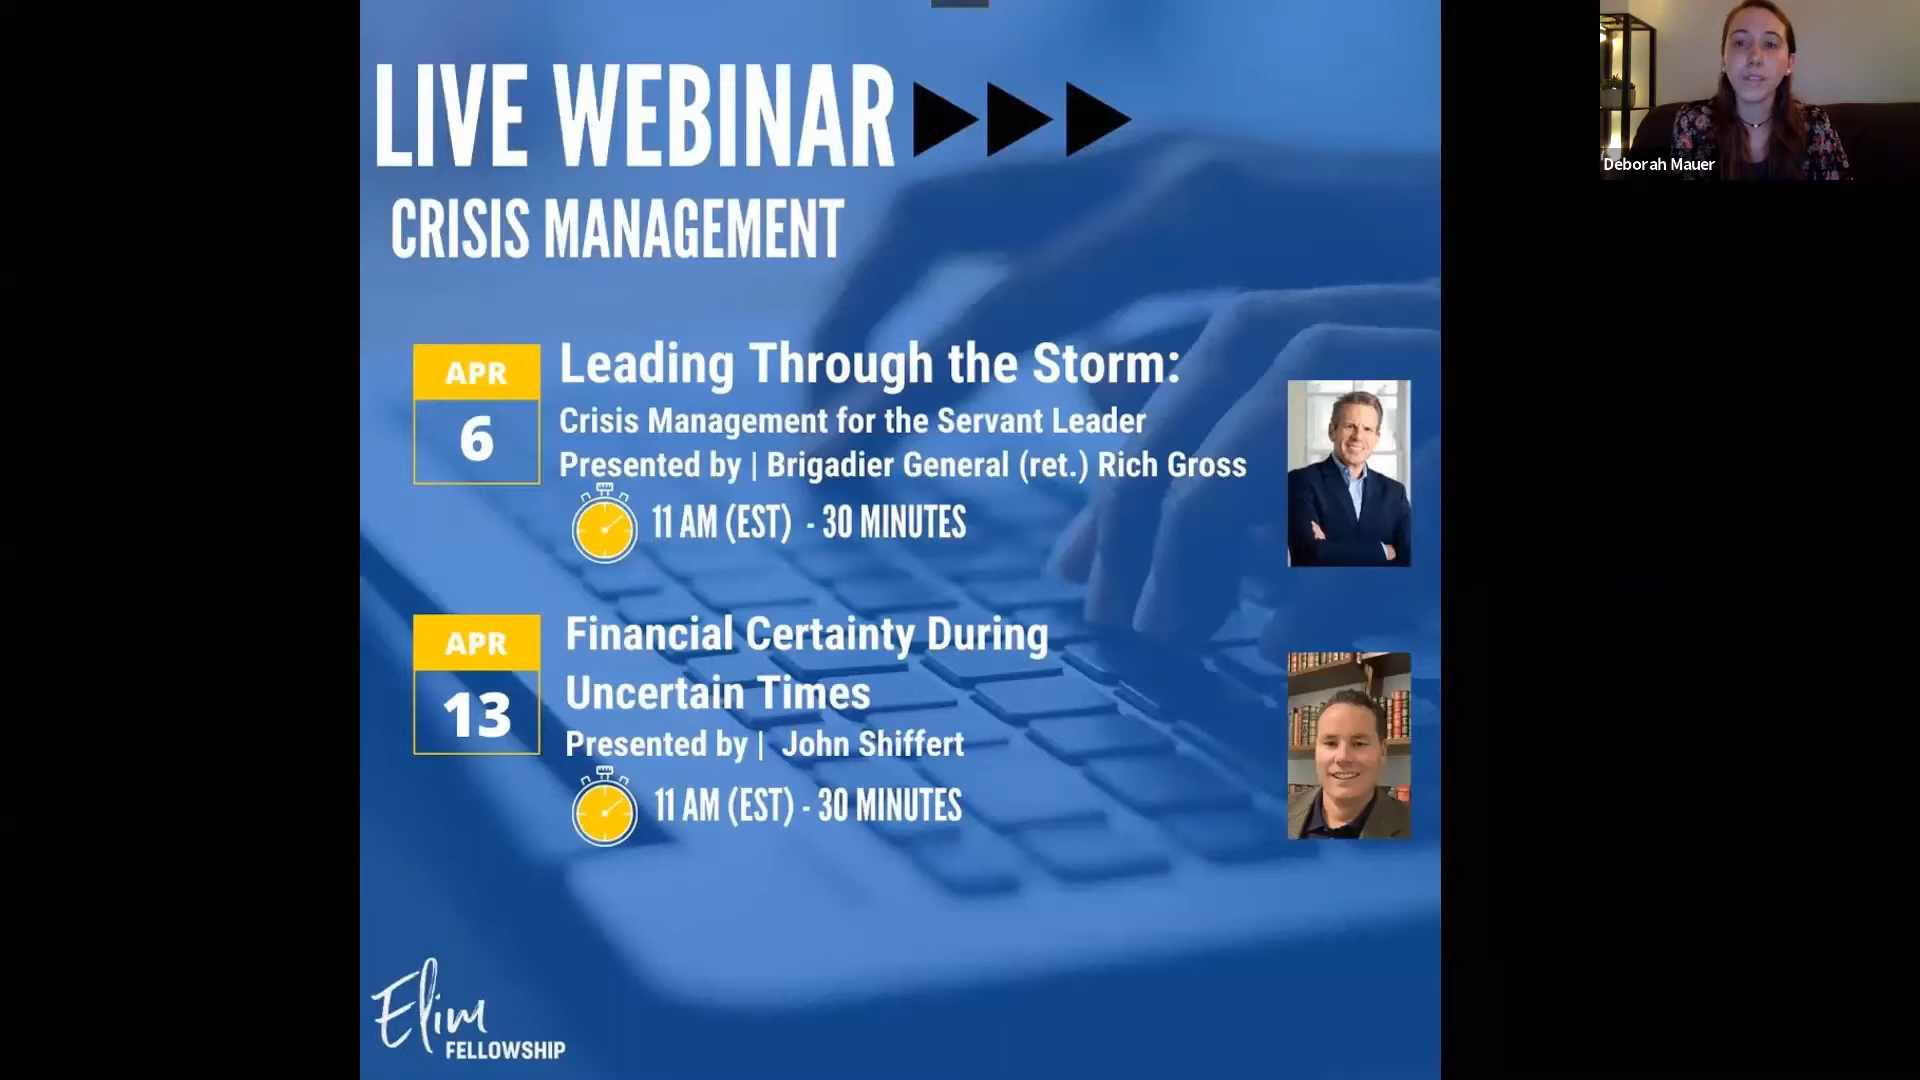 LIVE WEBINAR
CRISIS MANAGEMENT
APR
6
Leading Through the Storm:
Crisis Management for the Servant Leader
Presented by | Brigadier General (ret.) Rich Gross
11 AM (EST) - 30 MINUTES
APR
13
Financial Certainty During
Uncertain Times
Presented by | John Shiffert
11 AM (EST) - 30 MINUTES
Elim
FELLOWSHIP
Deborah Mauer